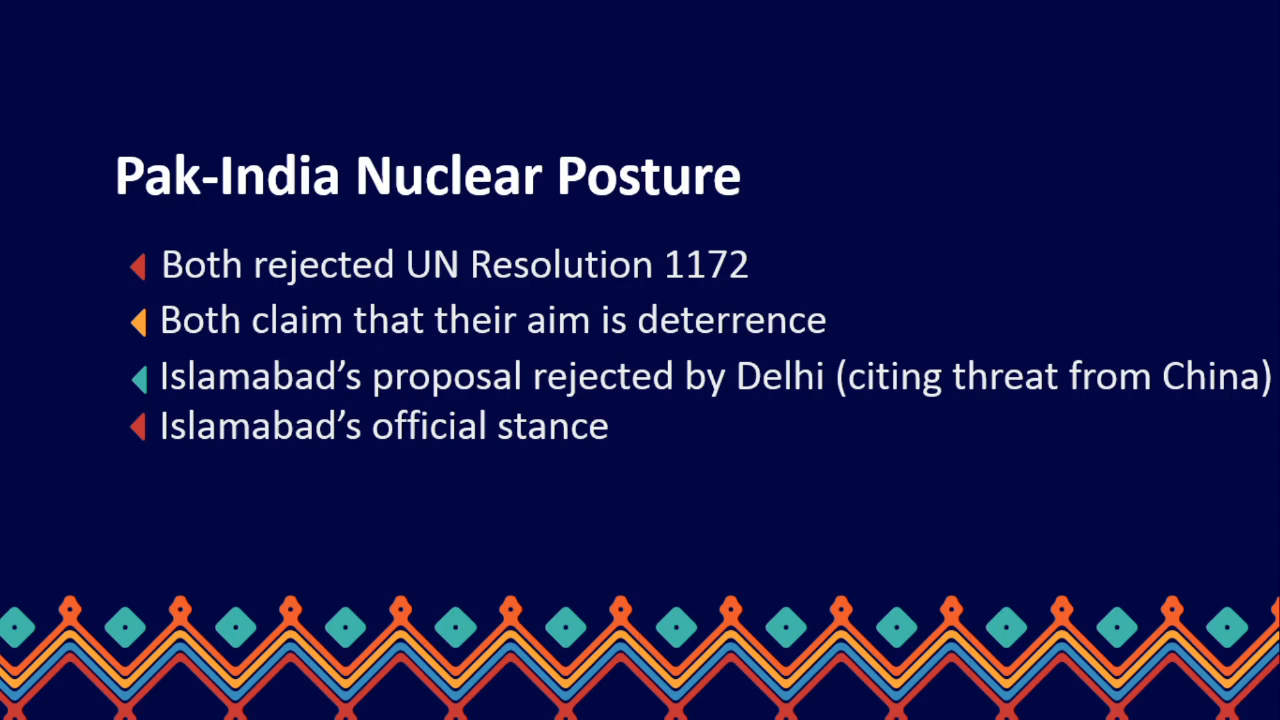 Pak-India Nuclear Posture
Both rejected UN Resolution 1172
Both claim that their aim is deterrence
Islamabad’s proposal rejected by Delhi (citing threat from China)
Islamabad’s official stance